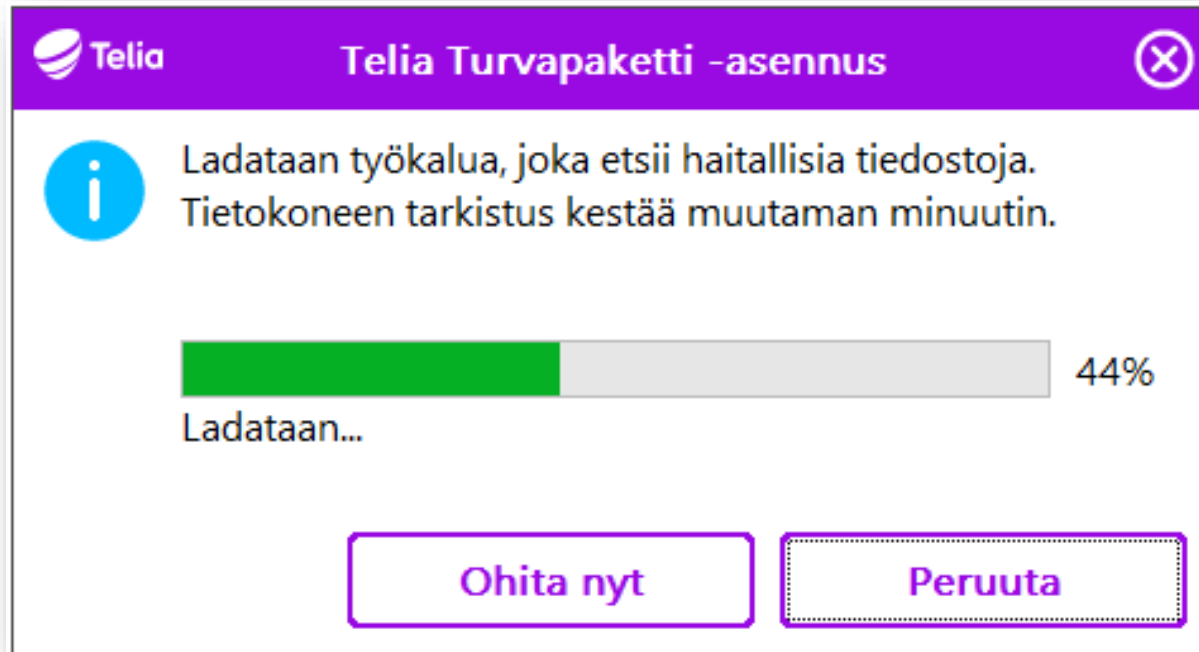 Telia
Telia Turvapaketti -asennus
Ladataan työkalua, joka etsii haitallisia tiedostoja.
Tietokoneen tarkistus kestää muutaman minuutin.
44%
Ladataan...
Ohita nyt
Peruuta